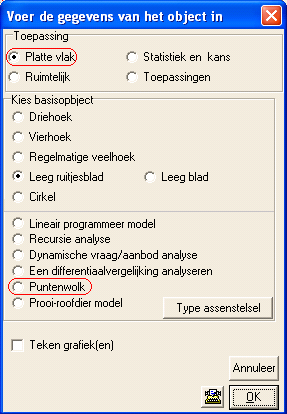 Voer de gegevens van het object in
Toepassing
Platte vlak
Statistiek en kans
Ruimtelijk
Toepassingen
Kies basisobject
Driehoek
Vierhoek
Regelmatige veelhoek
Leeg ruitjesblad
Leeg blad
Cirkel
Lineair programmeer model
Recursie analyse
Dynamische vraag/aanbod analyse
Een differentiaalvergelijking analyseren
Puntenwolk
Prooi-roofdier model
Type assenstelsel
Teken grafiek(en)
Annuleer
OK